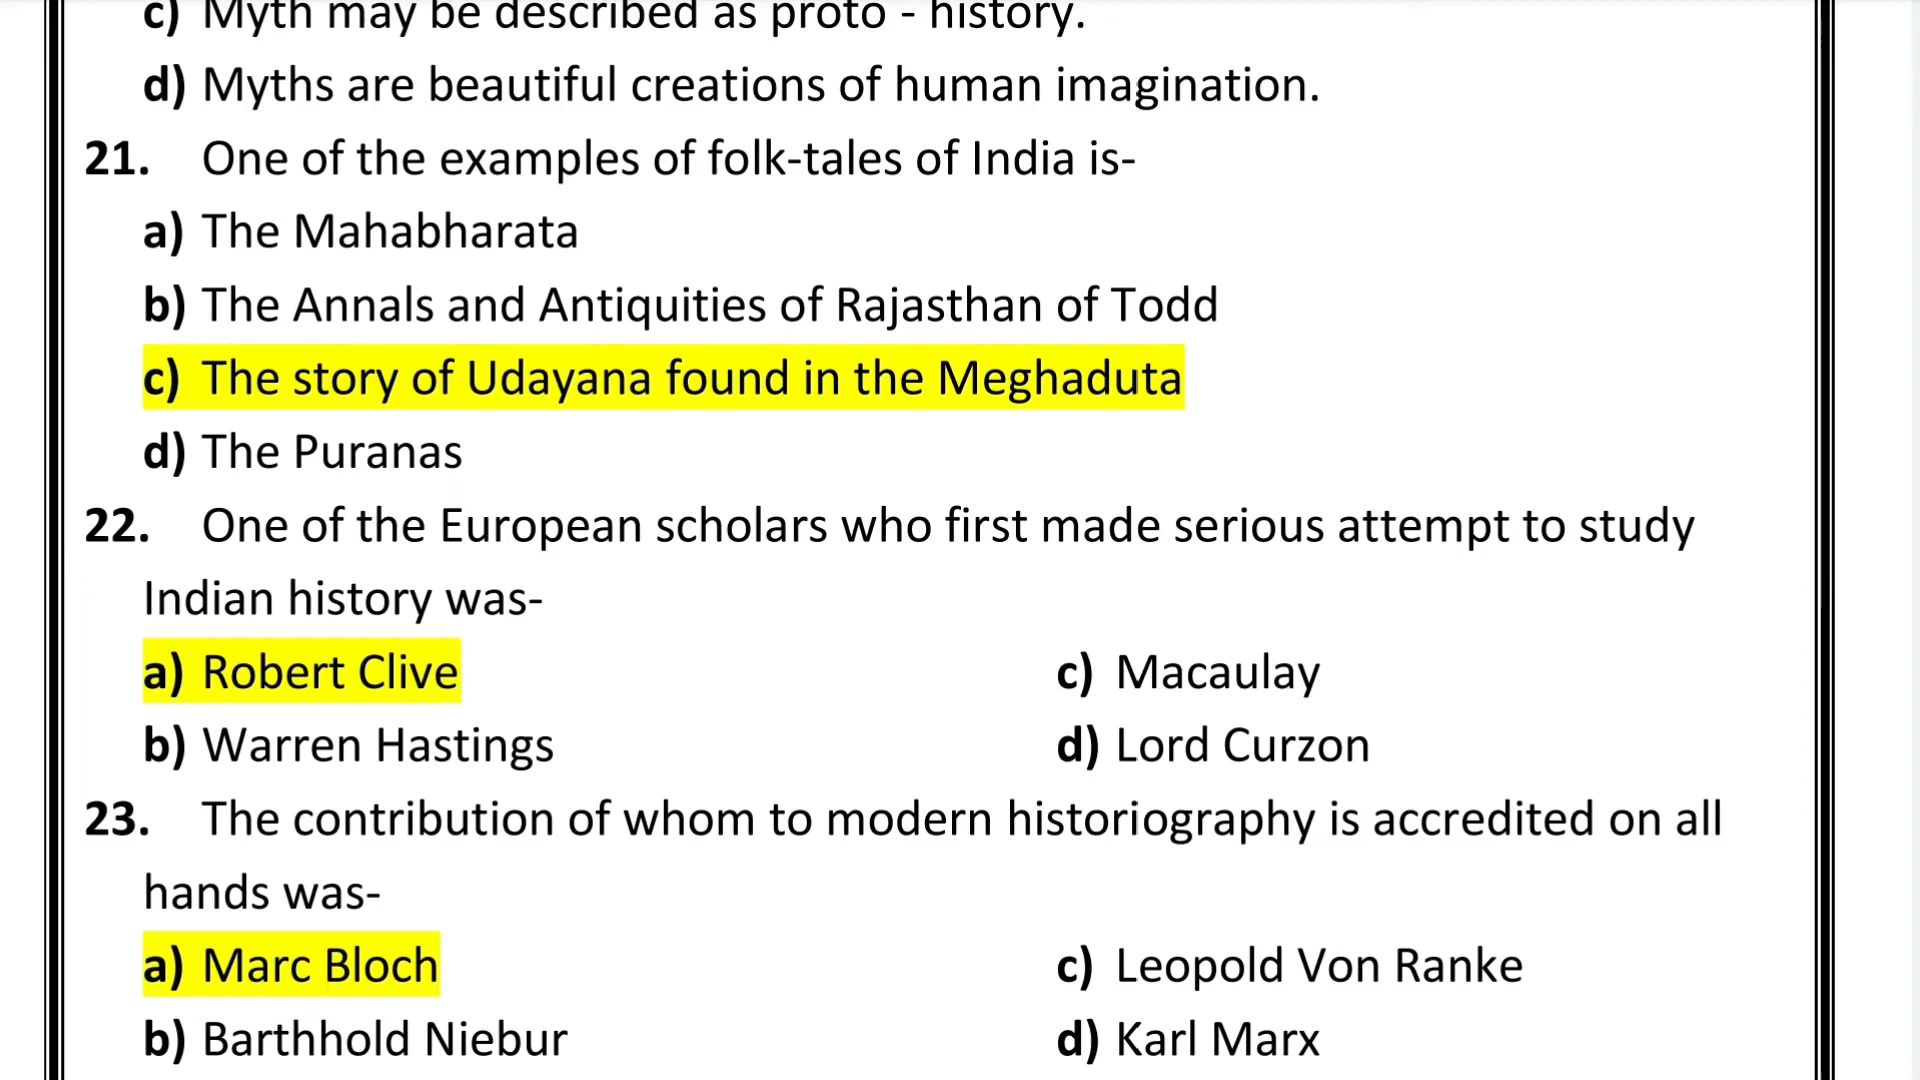 c) Myth may be described as proto - history.
d) Myths are beautiful creations of human imagination.
21. One of the examples of folk-tales of India is-
a) The Mahabharata
b) The Annals and Antiquities of Rajasthan of Todd
c) The story of Udayana found in the Meghaduta
d) The Puranas
22. One of the European scholars who first made serious attempt to study
Indian history was-
a) Robert Clive
c) Macaulay
b) Warren Hastings
d) Lord Curzon
23. The contribution of whom to modern historiography is accredited on all
hands was-
a) Marc Bloch
c) Leopold Von Ranke
b) Barthhold Niebur
d) Karl Marx